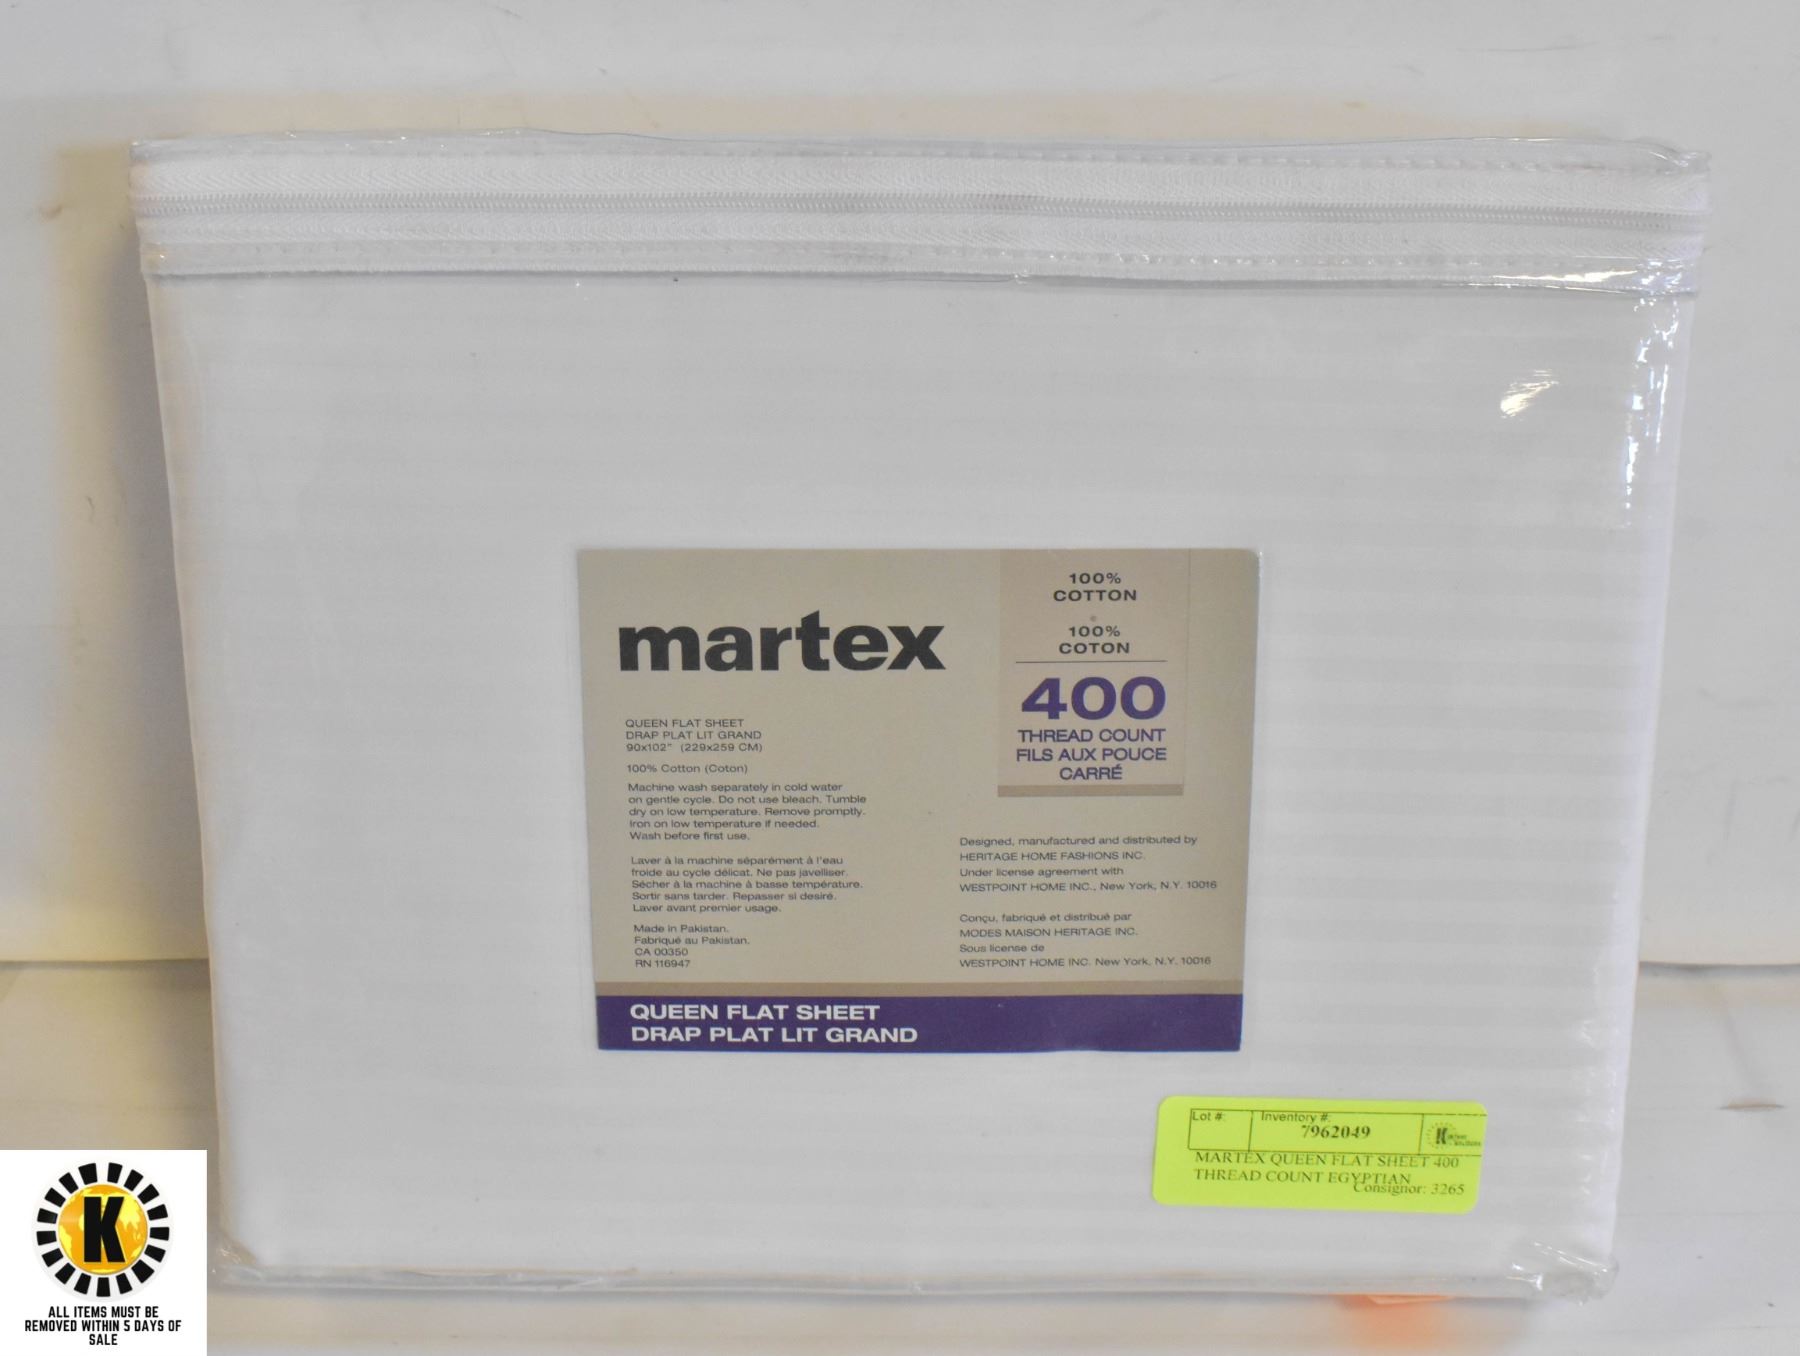 martex
100%
COTTON
100%
COTON
400
THREAD COUNT
FILS AUX POUCE
CARRÉ
QUEEN FLAT SHEET
DRAP PLAT LIT GRAND
90x102" (229x259 CM)
100% Cotton (Coton)
Machine wash separately in cold water
on gentle cycle. Do not use bleach. Tumble
dry on low temperature. Remove promptly.
Iron on low temperature if needed.
Wash before first use.
Laver à la machine séparément à l'eau
froide au cycle délicat. Ne pas javelliser.
Sécher à la machine à basse température.
Sortir sans tarder. Repasser si desiré.
Laver avant premier usage.
Made in Pakistan.
Fabriqué au Pakistan.
CA 00350
RN 116947
Designed, manufactured and distributed by
HERITAGE HOME FASHIONS INC.
Under license agreement with
WESTPOINT HOME INC., New York, N.Y. 10016
Conçu, fabriqué et distribué par
MODES MAISON HERITAGE INC.
Sous license de
WESTPOINT HOME INC. New York, N.Y. 10016
QUEEN FLAT SHEET
DRAP PLAT LIT GRAND
Lot #: Inventory #:
7962049
MARTEX QUEEN FLAT SHEET 400
THREAD COUNT EGYPTIAN
Consignor: 3265
K
ALL ITEMS MUST BE
REMOVED WITHIN 5 DAYS OF
SALE